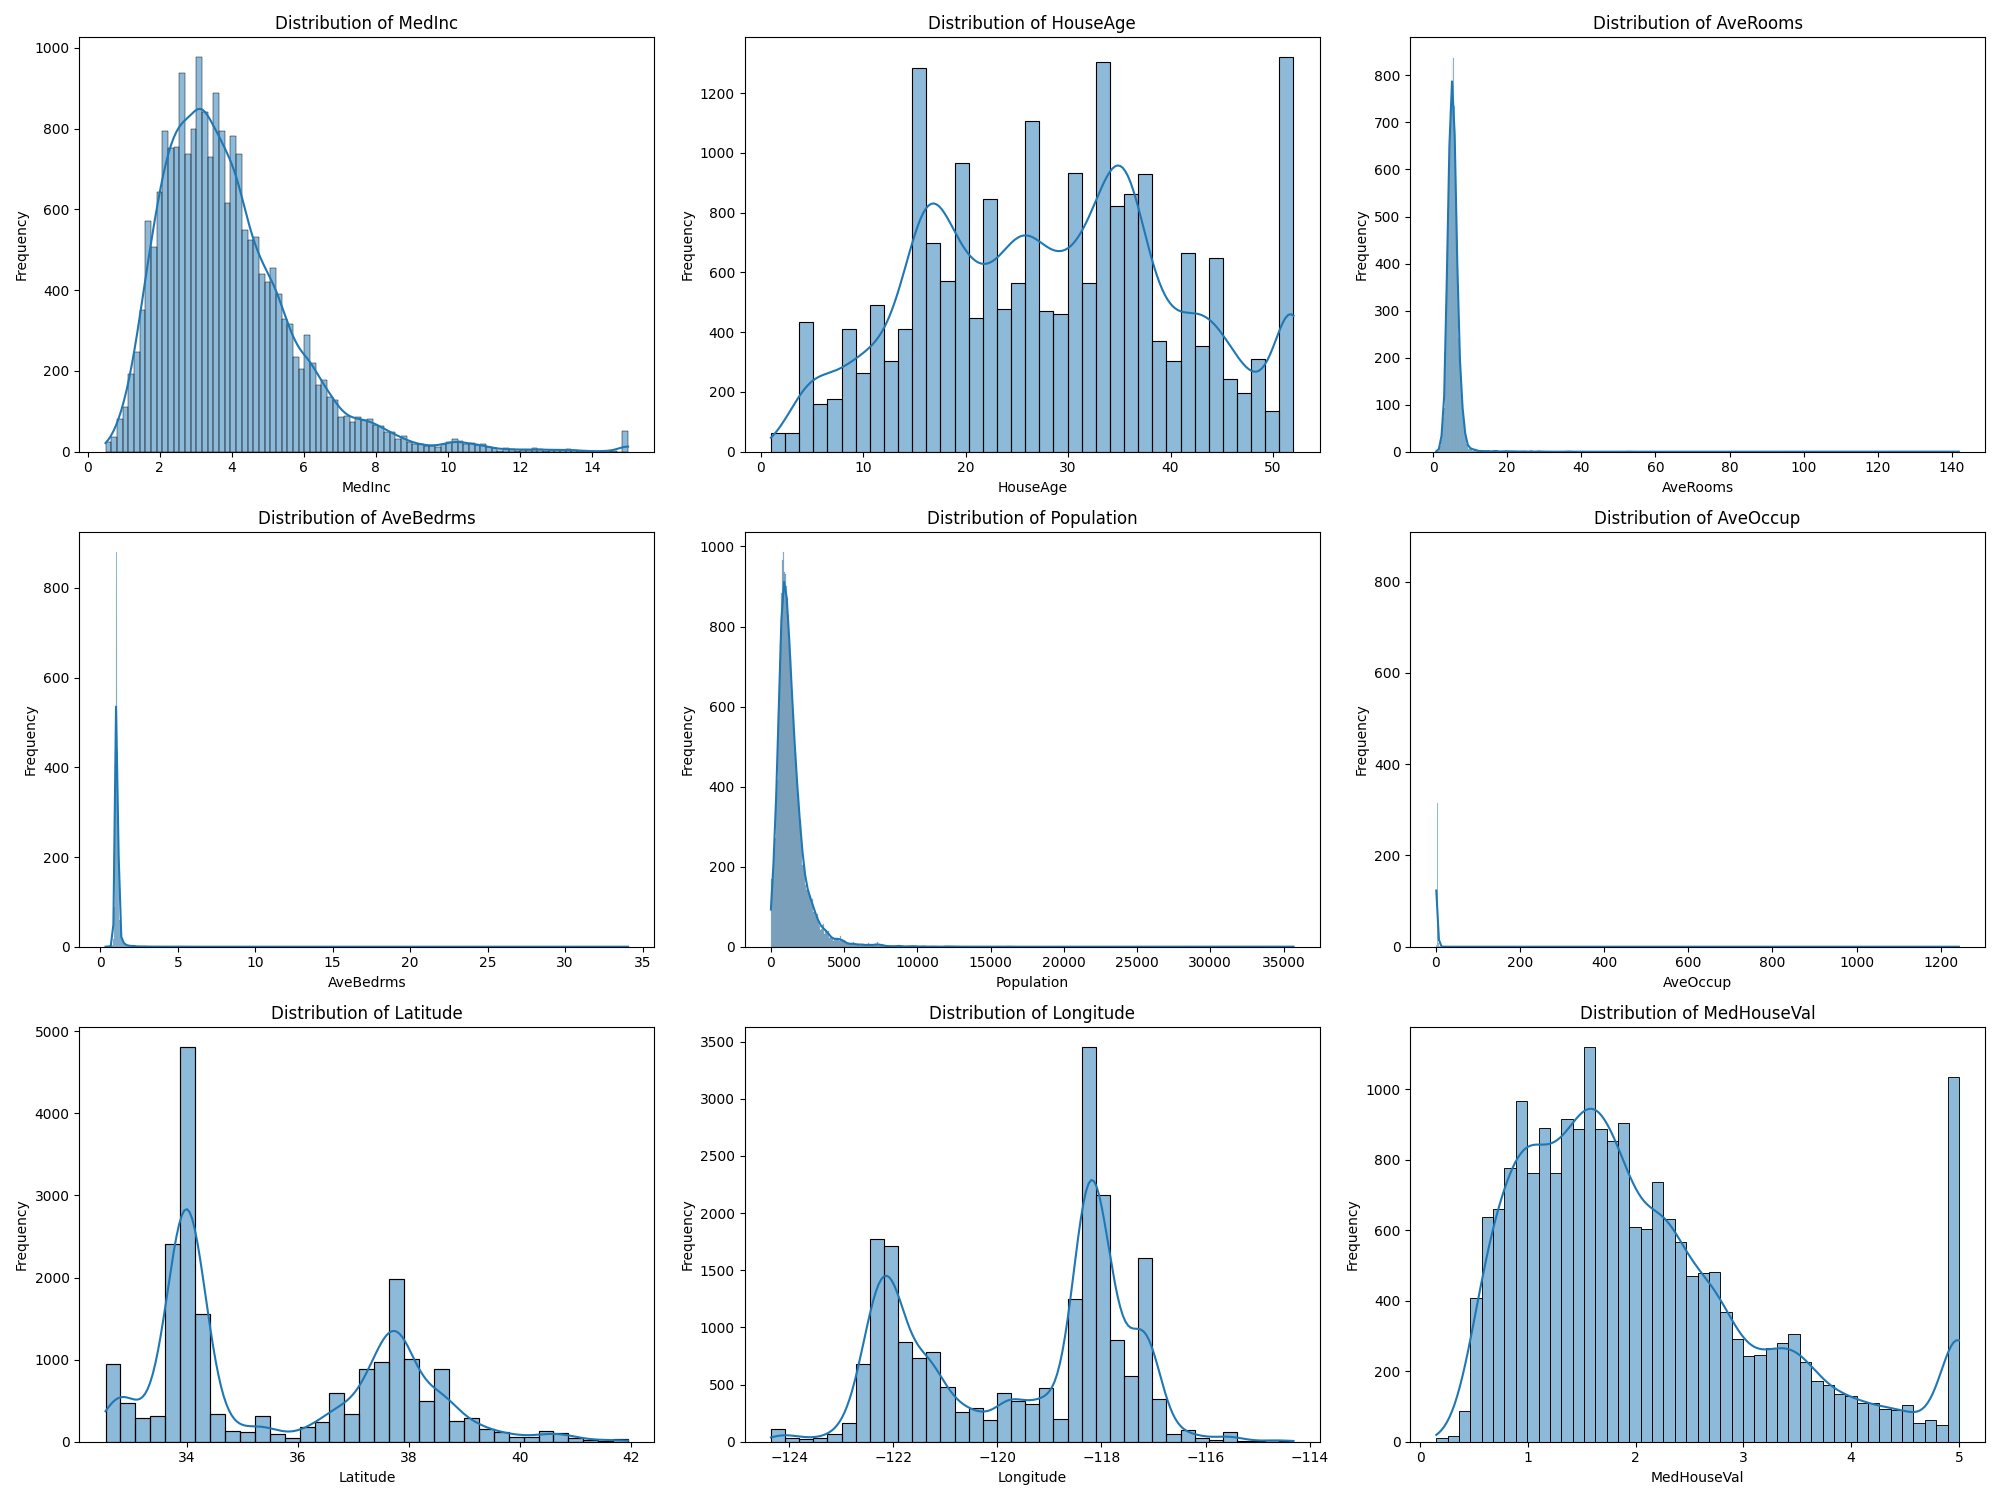 Distribution of MedInc
Frequency
1000
800
600
400
200
0
0 2 4 6 8 10 12 14
MedInc
Distribution of HouseAge
Frequency
1200
1000
800
600
400
200
0
0 10 20 30 40 50
HouseAge
Distribution of AveRooms
Frequency
800
700
600
500
400
300
200
100
0
0 20 40 60 80 100 120 140
AveRooms
Distribution of AveBedrms
Frequency
800
600
400
200
0
0 5 10 15 20 25 30 35
AveBedrms
Distribution of Population
Frequency
1000
800
600
400
200
0
0 5000 10000 15000 20000 25000 30000 35000
Population
Distribution of AveOccup
Frequency
800
600
400
200
0
0 200 400 600 800 1000 1200
AveOccup
Distribution of Latitude
Frequency
5000
4000
3000
2000
1000
0
34 36 38 40 42
Latitude
Distribution of Longitude
Frequency
3500
3000
2500
2000
1500
1000
500
0
−124 −122 −120 −118 −116 −114
Longitude
Distribution of MedHouseVal
Frequency
1000
800
600
400
200
0
0 1 2 3 4 5
MedHouseVal